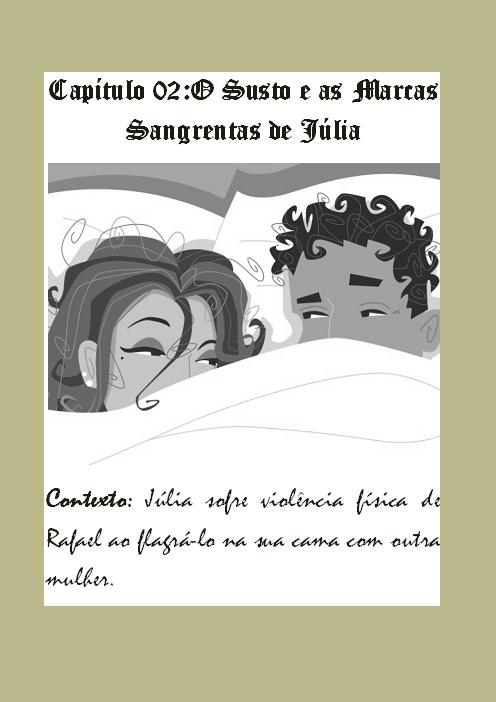 Capítulo 02:O Susto e as Marcas
Sangrentas de Júlia
Contexto: Júlia sofre violência física de
Rafael ao flagrá-lo na sua cama com outra
mulher.